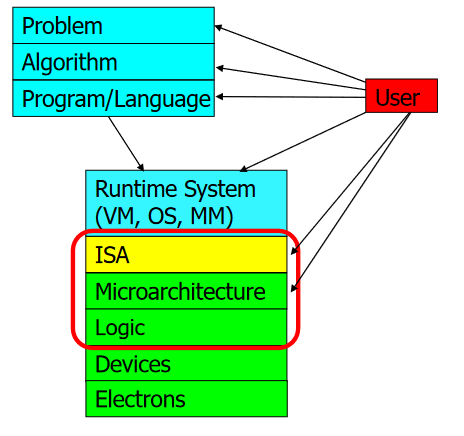 Problem
Algorithm
Program/Language
User
Runtime System
(VM, OS, MM)
ISA
Microarchitecture
Logic
Devices
Electrons